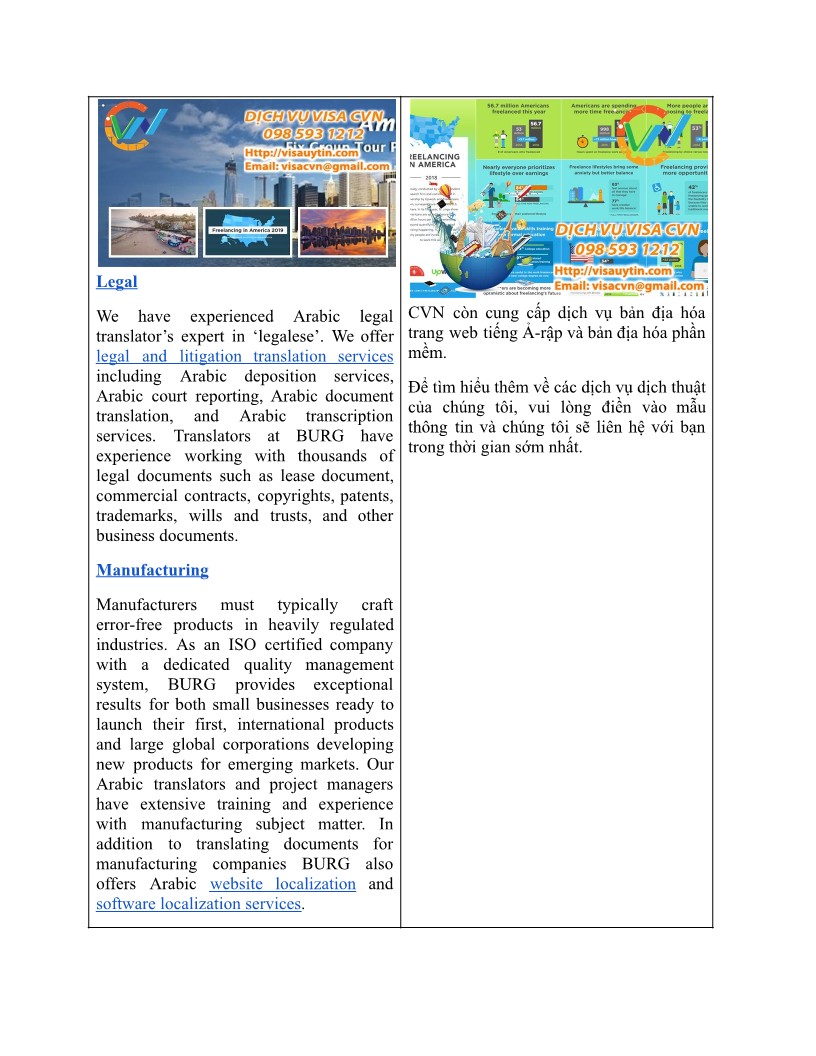 DỊCH VỤ VISA CVN
098 593 1212
Http://visauytin.com
Email: visacvn@gmail.com
Am
Fix Group Tour
Freelancing in America 2019
Legal
We have experienced Arabic legal
translator’s expert in ‘legalese’. We offer
legal and litigation translation services
including Arabic deposition services,
Arabic court reporting, Arabic document
translation, and Arabic transcription
services. Translators at BURG have
experience working with thousands of
legal documents such as lease document,
commercial contracts, copyrights, patents,
trademarks, wills and trusts, and other
business documents.
Manufacturing
Manufacturers must typically craft
error-free products in heavily regulated
industries. As an ISO certified company
with a dedicated quality management
system, BURG provides exceptional
results for both small businesses ready to
launch their first, international products
and large global corporations developing
new products for emerging markets. Our
Arabic translators and project managers
have extensive training and experience
with manufacturing subject matter. In
addition to translating documents for
manufacturing companies BURG also
offers Arabic website localization and
software localization services.
56.7 million Americans
freelanced this year
Americans are spending
more time
More people
REELANCING
N AMERICA
2018
Nearly everyone prioritizes
lifestyle over earnings
Freelance lifestyles bring some
anxiety but better balance
Freelancing
more opportuni
DỊCH VỤ VISA CVN
098 593 1212
Http://visauytin.com
Email: visacvn@gmail.com
are becoming more
optimistic about freelancing's future
CVN còn cung cấp dịch vụ bản địa hóa
trang web tiếng Ả-rập và bản địa hóa phần
mềm.
Để tìm hiểu thêm về các dịch vụ dịch thuật
của chúng tôi, vui lòng điền vào mẫu
thông tin và chúng tôi sẽ liên hệ với bạn
trong thời gian sớm nhất.